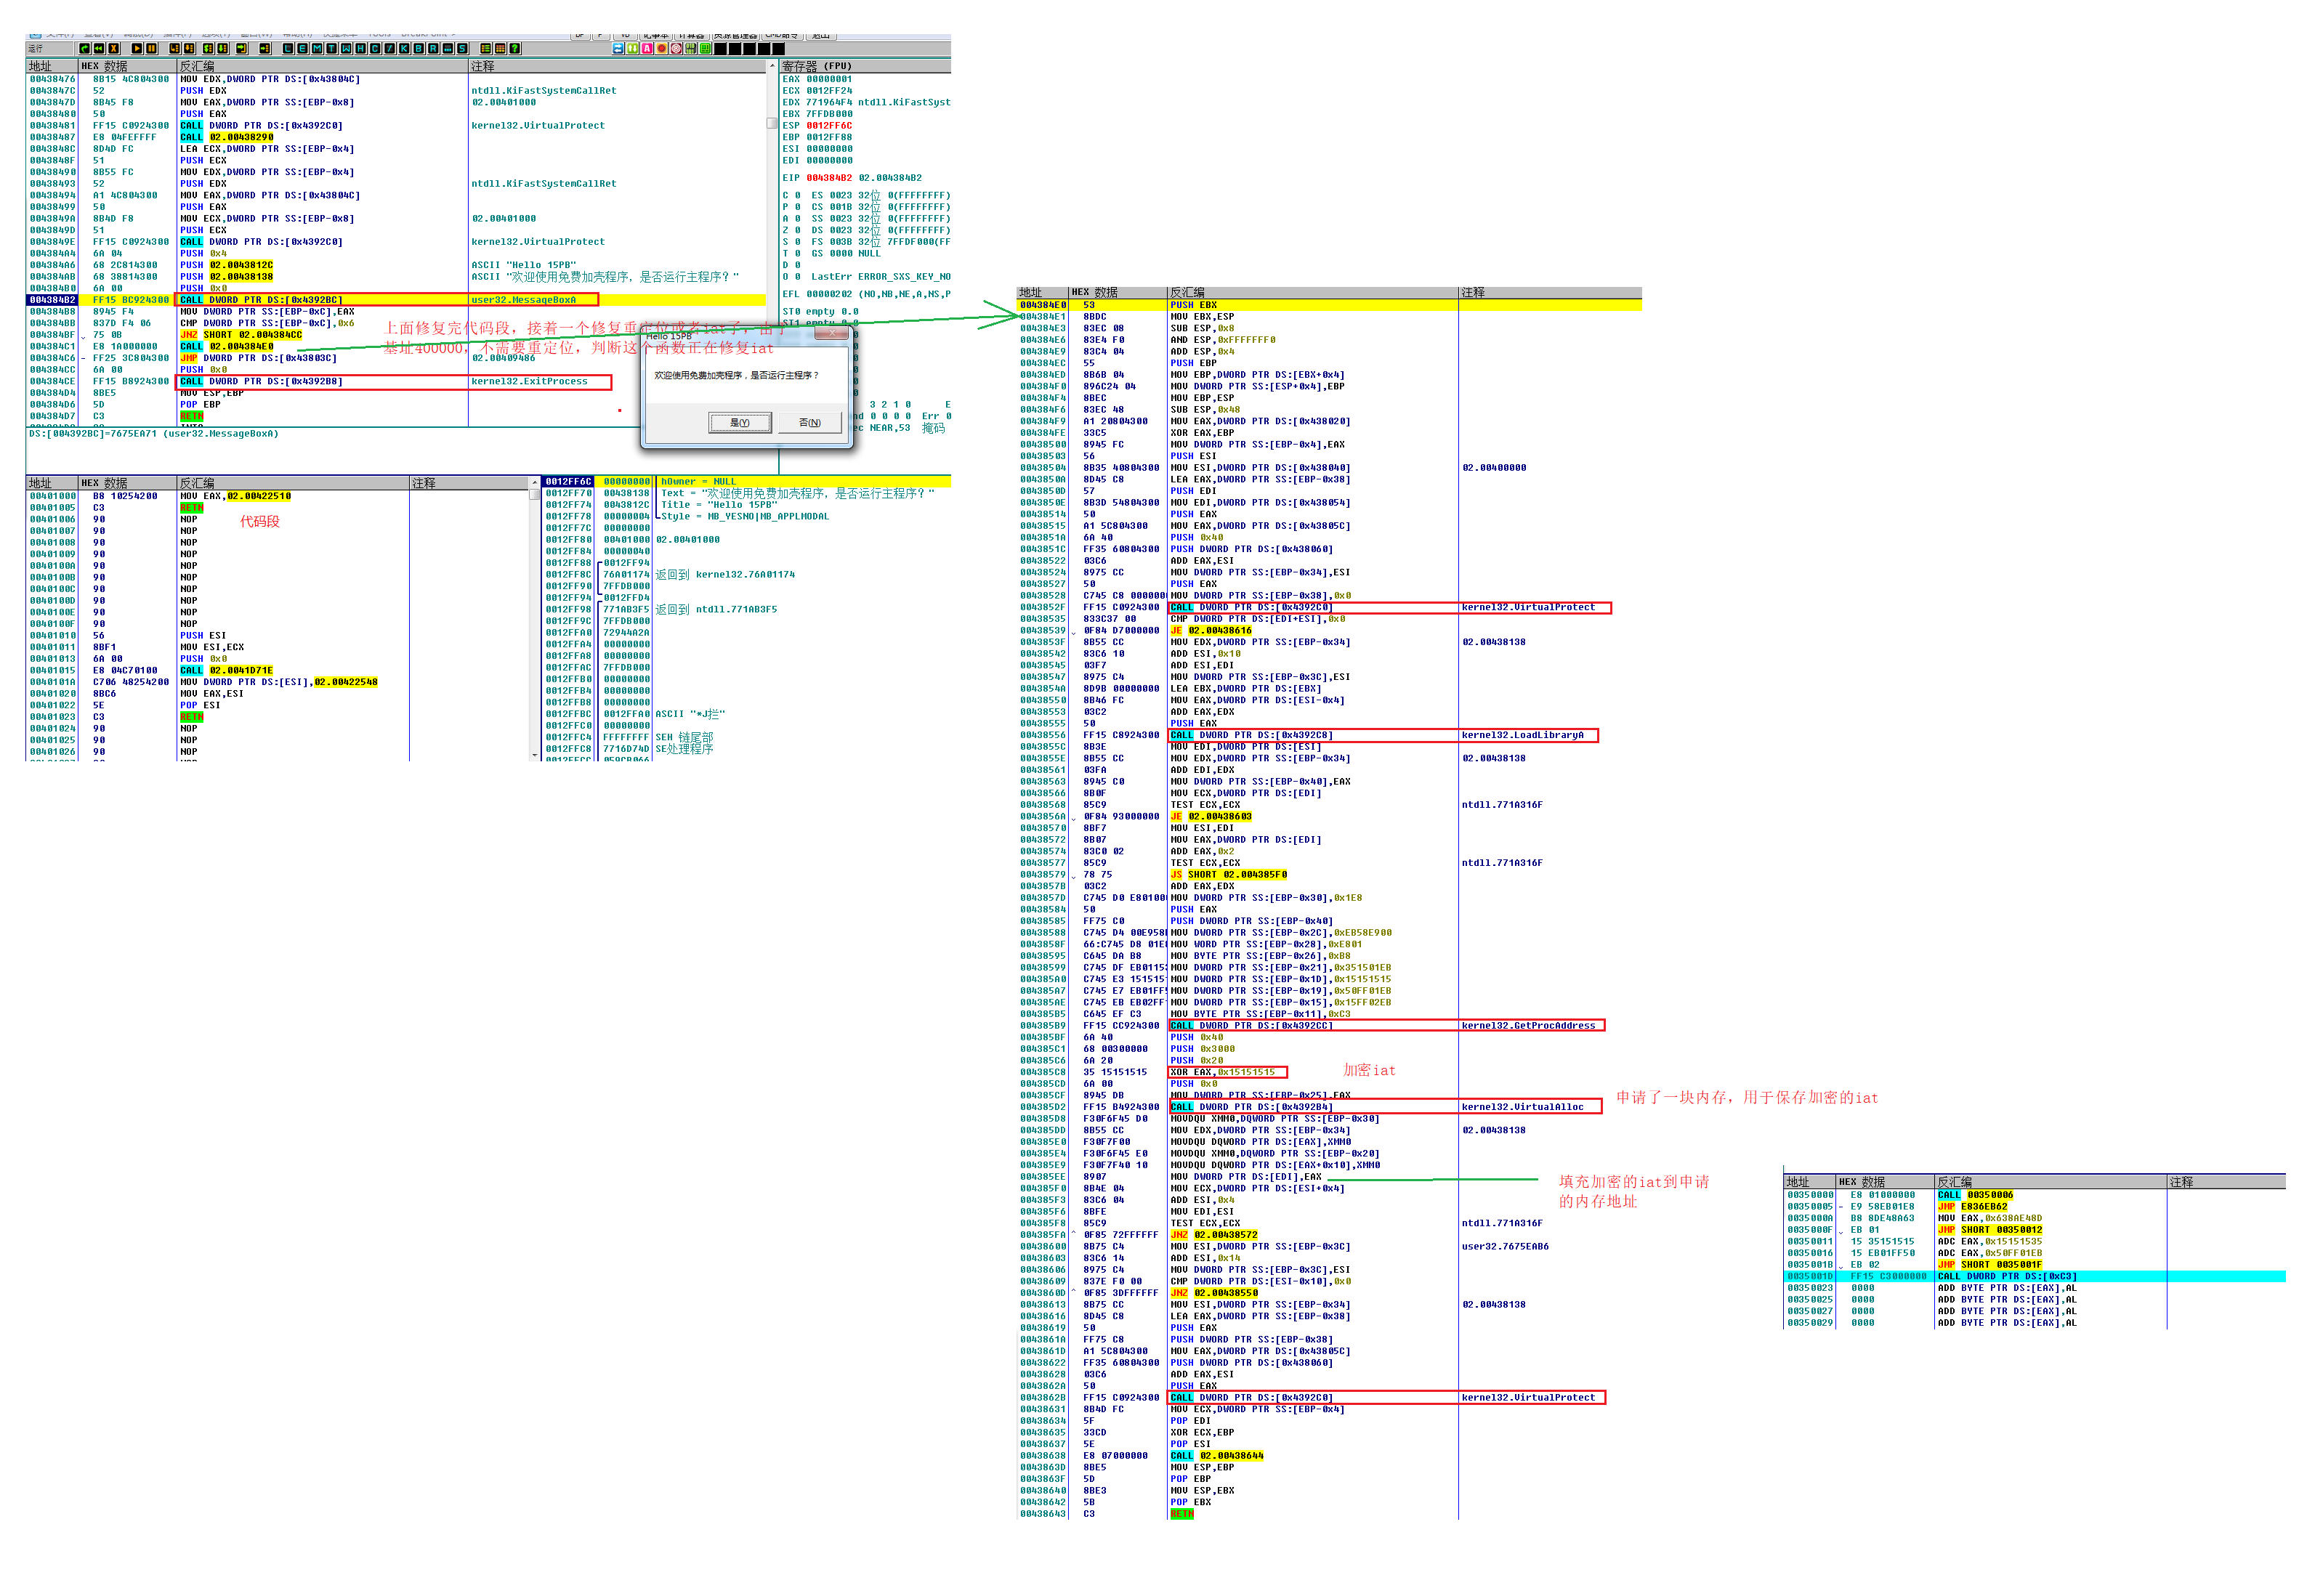 运行
L E M T W H C / K B R ... S
地址 HEX 数据 反汇编 注释
00438476 8B15 4C804300 MOV EDX,DWORD PTR DS:[0x43804C]
0043847C 52 PUSH EDX ntdll.KiFastSystemCallRet
0043847D 8B45 F8 MOV EAX,DWORD PTR SS:[EBP-0x8] 02.00401000
00438480 50 PUSH EAX
00438481 FF15 C0924300 CALL DWORD PTR DS:[0x4392C0] kernel32.VirtualProtect
00438487 E8 04FEFFFF CALL 02.00438290
0043848C 8D4D FC LEA ECX,DWORD PTR SS:[EBP-0x4]
0043848F 51 PUSH ECX
00438490 8B55 FC MOV EDX,DWORD PTR SS:[EBP-0x4]
00438493 52 PUSH EDX ntdll.KiFastSystemCallRet
00438494 A1 4C804300 MOV EAX,DWORD PTR DS:[0x43804C]
00438499 50 PUSH EAX
0043849A 8B4D F8 MOV ECX,DWORD PTR SS:[EBP-0x8] 02.00401000
0043849D 51 PUSH ECX
0043849E FF15 C0924300 CALL DWORD PTR DS:[0x4392C0] kernel32.VirtualProtect
004384A4 6A 04 PUSH 0x4
004384A6 68 2C814300 PUSH 02.0043812C ASCII "Hello 15PB"
004384AB 68 38814300 PUSH 02.00438138 ASCII "欢迎使用免费加壳程序，是否运行主程序？"
004384B0 6A 00 PUSH 0x0
004384B2 FF15 BC924300 CALL DWORD PTR DS:[0x4392BC] user32.MessageBoxA
004384B8 8945 F4 MOV DWORD PTR SS:[EBP-0xC],EAX
004384BB 837D F4 06 CMP DWORD PTR SS:[EBP-0xC],0x6
004384BF 75 0B JNZ SHORT 02.004384CC
004384C1 E8 1A000000 CALL 02.004384E0
004384C6 - FF25 3C804300 JMP DWORD PTR DS:[0x43803C] 02.00409486
004384CC 6A 00 PUSH 0x0
004384CE FF15 B8924300 CALL DWORD PTR DS:[0x4392B8] kernel32.ExitProcess
004384D4 8BE5 MOV ESP,EBP
004384D6 5D POP EBP
004384D7 C3 RETN
DS:[004392BC]=7675EA71 (user32.MessageBoxA)
上面修复完代码段，接着一个修复重定位或者iat了，由于
基址400000，不需要重定位，判断这个函数正在修复iat
寄存器 (FPU)
EAX 00000001
ECX 0012FF24
EDX 771964F4 ntdll.KiFastSyst
EBX 7FFDB000
ESP 0012FF6C
EBP 0012FF88
ESI 00000000
EDI 00000000
EIP 004384B2 02.004384B2
C 0 ES 0023 32位 0(FFFFFFFF)
P 0 CS 001B 32位 0(FFFFFFFF)
A 0 SS 0023 32位 0(FFFFFFFF)
Z 0 DS 0023 32位 0(FFFFFFFF)
S 0 FS 003B 32位 7FFDF000(FF
T 0 GS 0000 NULL
D 0
O 0 LastErr ERROR_SXS_KEY_NO
EFL 00000202 (NO,NB,NE,A,NS,P
ST0 empty 0.0
3 2 1 0 E
0 0 0 0 Err 0
NEAR,53 掩码
Hello 15PB
欢迎使用免费加壳程序，是否运行主程序？
是(Y) 否(N)
地址 HEX 数据 反汇编 注释
00401000 B8 10254200 MOV EAX,02.00422510
00401005 C3 RETN
00401006 90 NOP
00401007 90 NOP
00401008 90 NOP
00401009 90 NOP
0040100A 90 NOP
0040100B 90 NOP
0040100C 90 NOP
0040100D 90 NOP
0040100E 90 NOP
0040100F 90 NOP
00401010 56 PUSH ESI
00401011 8BF1 MOV ESI,ECX
00401013 6A 00 PUSH 0x0
00401015 E8 04C70100 CALL 02.0041D71E
0040101A C706 48254200 MOV DWORD PTR DS:[ESI],02.00422548
00401020 8BC6 MOV EAX,ESI
00401022 5E POP ESI
00401023 C3 RETN
00401024 90 NOP
00401025 90 NOP
00401026 90 NOP
代码段
0012FF6C 00000000 hOwner = NULL
0012FF70 00438138 Text = "欢迎使用免费加壳程序，是否运行主程序？"
0012FF74 0043812C Title = "Hello 15PB"
0012FF78 00000004 Style = MB_YESNO|MB_APPLMODAL
0012FF7C 00000000
0012FF80 00401000 02.00401000
0012FF84 00000040
0012FF88 0012FF94
0012FF8C 76A01174 返回到 kernel32.76A01174
0012FF90 7FFDB000
0012FF94 0012FFD4
0012FF98 771AB3F5 返回到 ntdll.771AB3F5
0012FF9C 7FFDB000
0012FFA0 72944A2A
0012FFA4 00000000
0012FFA8 00000000
0012FFAC 7FFDB000
0012FFB0 00000000
0012FFB4 00000000
0012FFB8 00000000
0012FFBC 0012FFA0 ASCII "*J拦"
0012FFC0 00000000
0012FFC4 FFFFFFFF SEH 链尾部
0012FFC8 7716D74D SE处理程序
地址 HEX 数据 反汇编 注释
004384E0 53 PUSH EBX
004384E1 8BDC MOV EBX,ESP
004384E3 83EC 08 SUB ESP,0x8
004384E6 83E4 F0 AND ESP,0xFFFFFFF0
004384E9 83C4 04 ADD ESP,0x4
004384EC 55 PUSH EBP
004384ED 8B6B 04 MOV EBP,DWORD PTR DS:[EBX+0x4]
004384F0 896C24 04 MOV DWORD PTR SS:[ESP+0x4],EBP
004384F4 8BEC MOV EBP,ESP
004384F6 83EC 48 SUB ESP,0x48
004384F9 A1 20804300 MOV EAX,DWORD PTR DS:[0x438020]
004384FE 33C5 XOR EAX,EBP
00438500 8945 FC MOV DWORD PTR SS:[EBP-0x4],EAX
00438503 56 PUSH ESI
00438504 8B35 40804300 MOV ESI,DWORD PTR DS:[0x438040] 02.00400000
0043850A 8D45 C8 LEA EAX,DWORD PTR SS:[EBP-0x38]
0043850D 57 PUSH EDI
0043850E 8B3D 54804300 MOV EDI,DWORD PTR DS:[0x438054]
00438514 50 PUSH EAX
00438515 A1 5C804300 MOV EAX,DWORD PTR DS:[0x43805C]
0043851A 6A 40 PUSH 0x40
0043851C FF35 60804300 PUSH DWORD PTR DS:[0x438060]
00438522 03C6 ADD EAX,ESI
00438524 8975 CC MOV DWORD PTR SS:[EBP-0x34],ESI
00438527 50 PUSH EAX
00438528 C745 C8 000000 MOV DWORD PTR SS:[EBP-0x38],0x0
0043852F FF15 C0924300 CALL DWORD PTR DS:[0x4392C0] kernel32.VirtualProtect
00438535 833C37 00 CMP DWORD PTR DS:[EDI+ESI],0x0
00438539 0F84 D7000000 JE 02.00438616
0043853F 8B55 CC MOV EDX,DWORD PTR SS:[EBP-0x34] 02.00438138
00438542 83C6 10 ADD ESI,0x10
00438545 03F7 ADD ESI,EDI
00438547 8975 C4 MOV DWORD PTR SS:[EBP-0x3C],ESI
0043854A 8D9B 00000000 LEA EBX,DWORD PTR DS:[EBX]
00438550 8B46 FC MOV EAX,DWORD PTR DS:[ESI-0x4]
00438553 03C2 ADD EAX,EDX
00438555 50 PUSH EAX
00438556 FF15 C8924300 CALL DWORD PTR DS:[0x4392C8] kernel32.LoadLibraryA
0043855C 8B3E MOV EDI,DWORD PTR DS:[ESI]
0043855E 8B55 CC MOV EDX,DWORD PTR SS:[EBP-0x34] 02.00438138
00438561 03FA ADD EDI,EDX
00438563 8945 C0 MOV DWORD PTR SS:[EBP-0x40],EAX
00438566 8B0F MOV ECX,DWORD PTR DS:[EDI]
00438568 85C9 TEST ECX,ECX ntdll.771A316F
0043856A 0F84 93000000 JE 02.00438603
00438570 8BF7 MOV ESI,EDI
00438572 8B07 MOV EAX,DWORD PTR DS:[EDI]
00438574 83C0 02 ADD EAX,0x2
00438577 85C9 TEST ECX,ECX ntdll.771A316F
00438579 78 75 JS SHORT 02.004385F0
0043857B 03C2 ADD EAX,EDX
0043857D C745 D0 E80100 MOV DWORD PTR SS:[EBP-0x30],0x1E8
00438584 50 PUSH EAX
00438585 FF75 C0 PUSH DWORD PTR SS:[EBP-0x40]
00438588 C745 D4 00E958 MOV DWORD PTR SS:[EBP-0x2C],0xEB58E900
0043858F 66:C745 D8 01E MOV WORD PTR SS:[EBP-0x28],0xE801
00438595 C645 DA B8 MOV BYTE PTR SS:[EBP-0x26],0xB8
00438599 C745 DF EB0115 MOV DWORD PTR SS:[EBP-0x21],0x351501EB
004385A0 C745 E3 151515 MOV DWORD PTR SS:[EBP-0x1D],0x15151515
004385A7 C745 E7 EB01FF MOV DWORD PTR SS:[EBP-0x19],0x50FF01EB
004385AE C745 EB EB02FF MOV DWORD PTR SS:[EBP-0x15],0x15FF02EB
004385B5 C645 EF C3 MOV BYTE PTR SS:[EBP-0x11],0xC3
004385B9 FF15 CC924300 CALL DWORD PTR DS:[0x4392CC] kernel32.GetProcAddress
004385BF 6A 40 PUSH 0x40
004385C1 68 00300000 PUSH 0x3000
004385C6 6A 20 PUSH 0x20
004385C8 35 15151515 XOR EAX,0x15151515 加密iat
004385CD 6A 00 PUSH 0x0
004385CF 8945 DB MOV DWORD PTR SS:[EBP-0x25],EAX
004385D2 FF15 B4924300 CALL DWORD PTR DS:[0x4392B4] kernel32.VirtualAlloc
申请了一块内存，用于保存加密的iat
004385D8 F30F6F45 D0 MOVDQU XMM0,DQWORD PTR SS:[EBP-0x30]
004385DD 8B55 CC MOV EDX,DWORD PTR SS:[EBP-0x34] 02.00438138
004385E0 F30F7F00 MOVDQU DQWORD PTR DS:[EAX],XMM0
004385E4 F30F6F45 E0 MOVDQU XMM0,DQWORD PTR SS:[EBP-0x20]
004385E9 F30F7F40 10 MOVDQU DQWORD PTR DS:[EAX+0x10],XMM0
004385EE 8907 MOV DWORD PTR DS:[EDI],EAX
填充加密的iat到申请
的内存地址
004385F0 8B4E 04 MOV ECX,DWORD PTR DS:[ESI+0x4]
004385F3 83C6 04 ADD ESI,0x4
004385F6 8BFE MOV EDI,ESI
004385F8 85C9 TEST ECX,ECX ntdll.771A316F
004385FA ^ 0F85 72FFFFFF JNZ 02.00438572
00438600 8B75 C4 MOV ESI,DWORD PTR SS:[EBP-0x3C] user32.7675EAB6
00438603 83C6 14 ADD ESI,0x14
00438606 8975 C4 MOV DWORD PTR SS:[EBP-0x3C],ESI
00438609 837E F0 00 CMP DWORD PTR DS:[ESI-0x10],0x0
0043860D ^ 0F85 3DFFFFFF JNZ 02.00438550
00438613 8B75 CC MOV ESI,DWORD PTR SS:[EBP-0x34] 02.00438138
00438616 8D45 C8 LEA EAX,DWORD PTR SS:[EBP-0x38]
00438619 50 PUSH EAX
0043861A FF75 C8 PUSH DWORD PTR SS:[EBP-0x38]
0043861D A1 5C804300 MOV EAX,DWORD PTR DS:[0x43805C]
00438622 FF35 60804300 PUSH DWORD PTR DS:[0x438060]
00438628 03C6 ADD EAX,ESI
0043862A 50 PUSH EAX
0043862B FF15 C0924300 CALL DWORD PTR DS:[0x4392C0] kernel32.VirtualProtect
00438631 8B4D FC MOV ECX,DWORD PTR SS:[EBP-0x4]
00438634 5F POP EDI
00438635 33CD XOR ECX,EBP
00438637 5E POP ESI
00438638 E8 07000000 CALL 02.00438644
0043863D 8BE5 MOV ESP,EBP
0043863F 5D POP EBP
00438640 8BE3 MOV ESP,EBX
00438642 5B POP EBX
00438643 C3 RETN
地址 HEX 数据 反汇编 注释
00350000 E8 01000000 CALL 00350006
00350005 - E9 58EB01E8 JMP E836EB62
0035000A B8 8DE48A63 MOV EAX,0x638AE48D
0035000F EB 01 JMP SHORT 00350012
00350011 15 35151515 ADC EAX,0x15151535
00350016 15 EB01FF50 ADC EAX,0x50FF01EB
0035001B EB 02 JMP SHORT 0035001F
0035001D FF15 C3000000 CALL DWORD PTR DS:[0xC3]
00350023 0000 ADD BYTE PTR DS:[EAX],AL
00350025 0000 ADD BYTE PTR DS:[EAX],AL
00350027 0000 ADD BYTE PTR DS:[EAX],AL
00350029 0000 ADD BYTE PTR DS:[EAX],AL